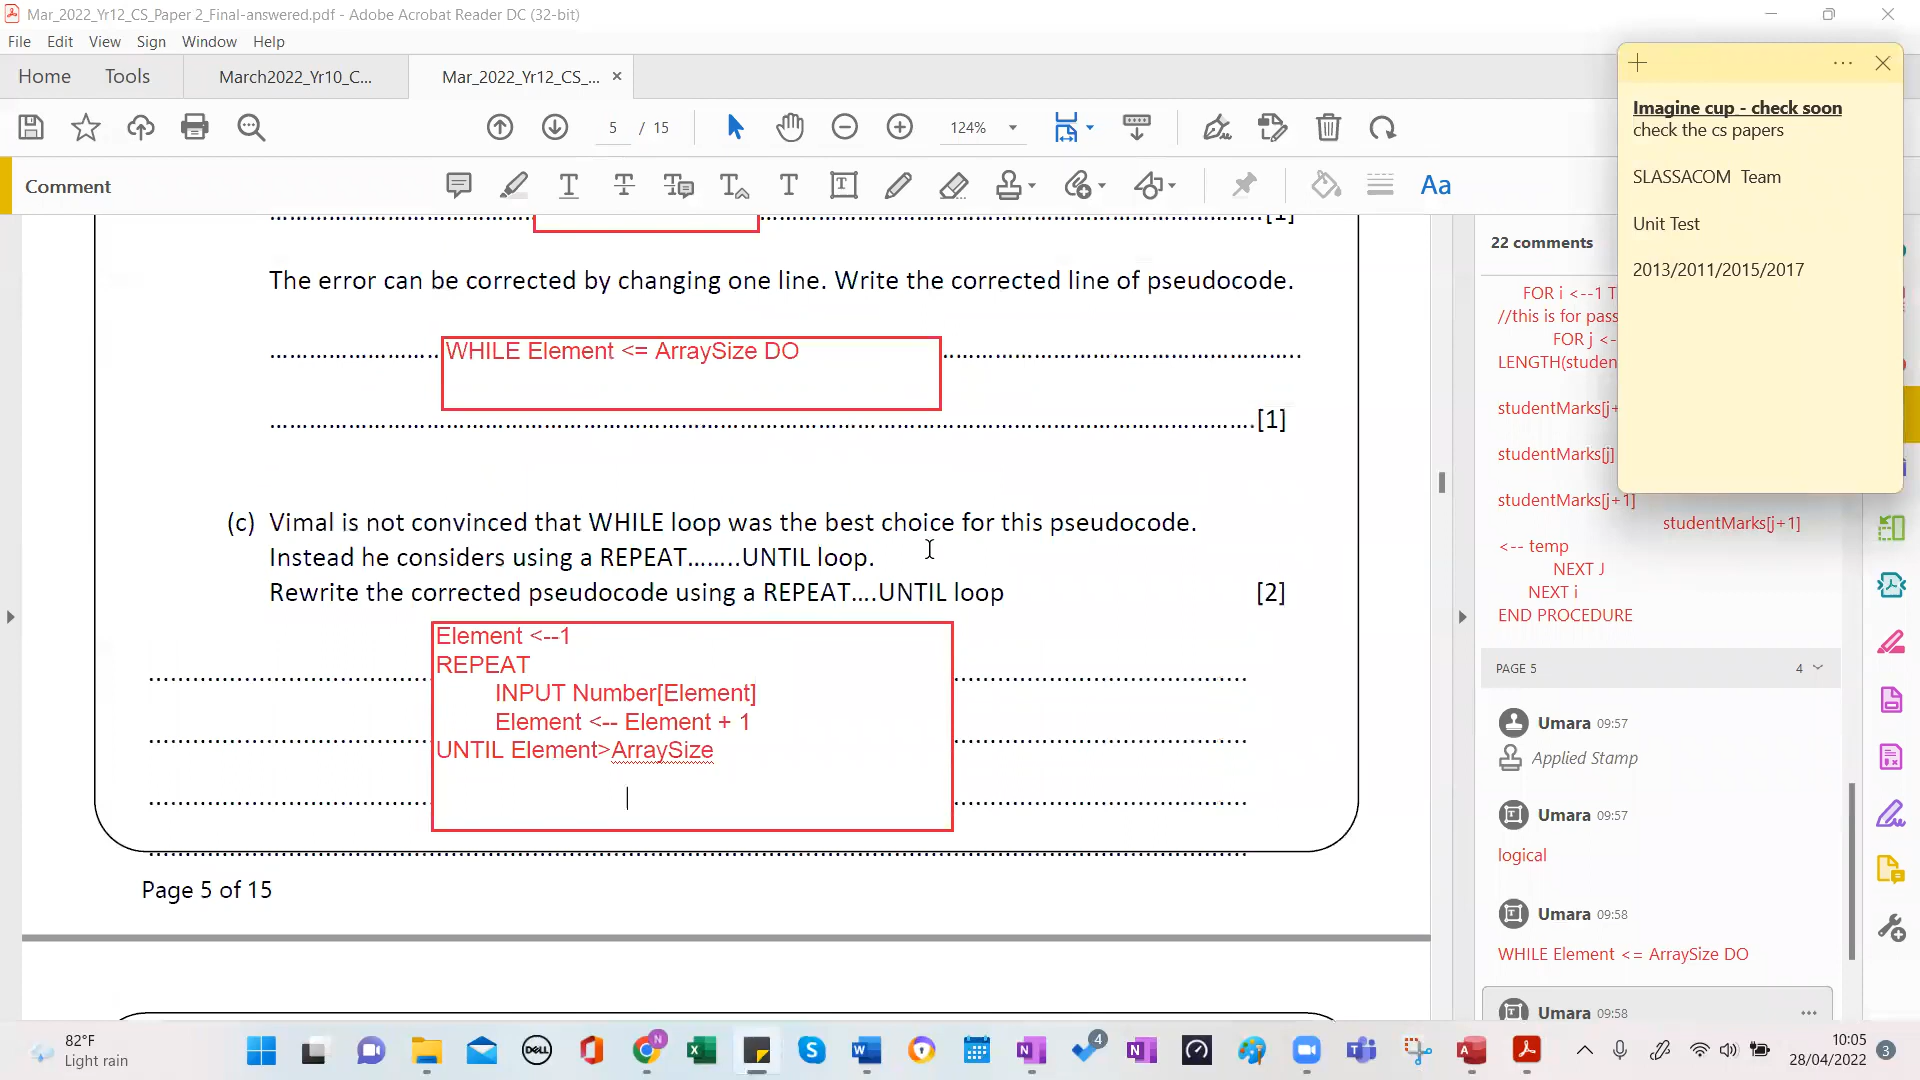 Mar_2022_Yr12_CS_Paper 2_Final-answered.pdf - Adobe Acrobat Reader DC (32-bit)
File Edit View Sign Window Help
Home Tools March2022_Yr10_C... Mar_2022_Yr12_CS_... ×
5 / 15 124%
Comment
Aa
[1]
The error can be corrected by changing one line. Write the corrected line of pseudocode.
WHILE Element <= ArraySize DO
[1]
(c) Vimal is not convinced that WHILE loop was the best choice for this pseudocode.
Instead he considers using a REPEAT........UNTIL loop.
Rewrite the corrected pseudocode using a REPEAT....UNTIL loop [2]
Element <--1
REPEAT
INPUT Number[Element]
Element <-- Element + 1
UNTIL Element>ArraySize
Page 5 of 15
22 comments
FOR i <--1 T
//this is for pass
FOR j <-
LENGTH(studen
studentMarks[j+
studentMarks[j]
studentMarks[j+1]
studentMarks[j+1]
<-- temp
NEXT J
NEXT i
END PROCEDURE
PAGE 5 4
Umara 09:57
Applied Stamp
Umara 09:57
logical
Umara 09:58
WHILE Element <= ArraySize DO
Umara 09:58
Imagine cup - check soon
check the cs papers
SLASSACOM Team
Unit Test
2013/2011/2015/2017
82°F
Light rain
DELL
N
4
10:05
28/04/2022
3